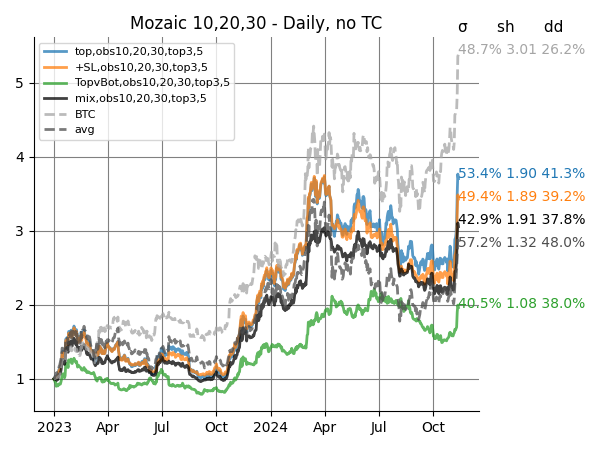 Mozaic 10,20,30 - Daily, no TC
σ sh dd
top,obs10,20,30,top3,5
+SL,obs10,20,30,top3,5
TopvBot,obs10,20,30,top3,5
mix,obs10,20,30,top3,5
BTC
avg
48.7% 3.01 26.2%
53.4% 1.90 41.3%
49.4% 1.89 39.2%
42.9% 1.91 37.8%
57.2% 1.32 48.0%
40.5% 1.08 38.0%
5
4
3
2
1
2023 Apr Jul Oct 2024 Apr Jul Oct